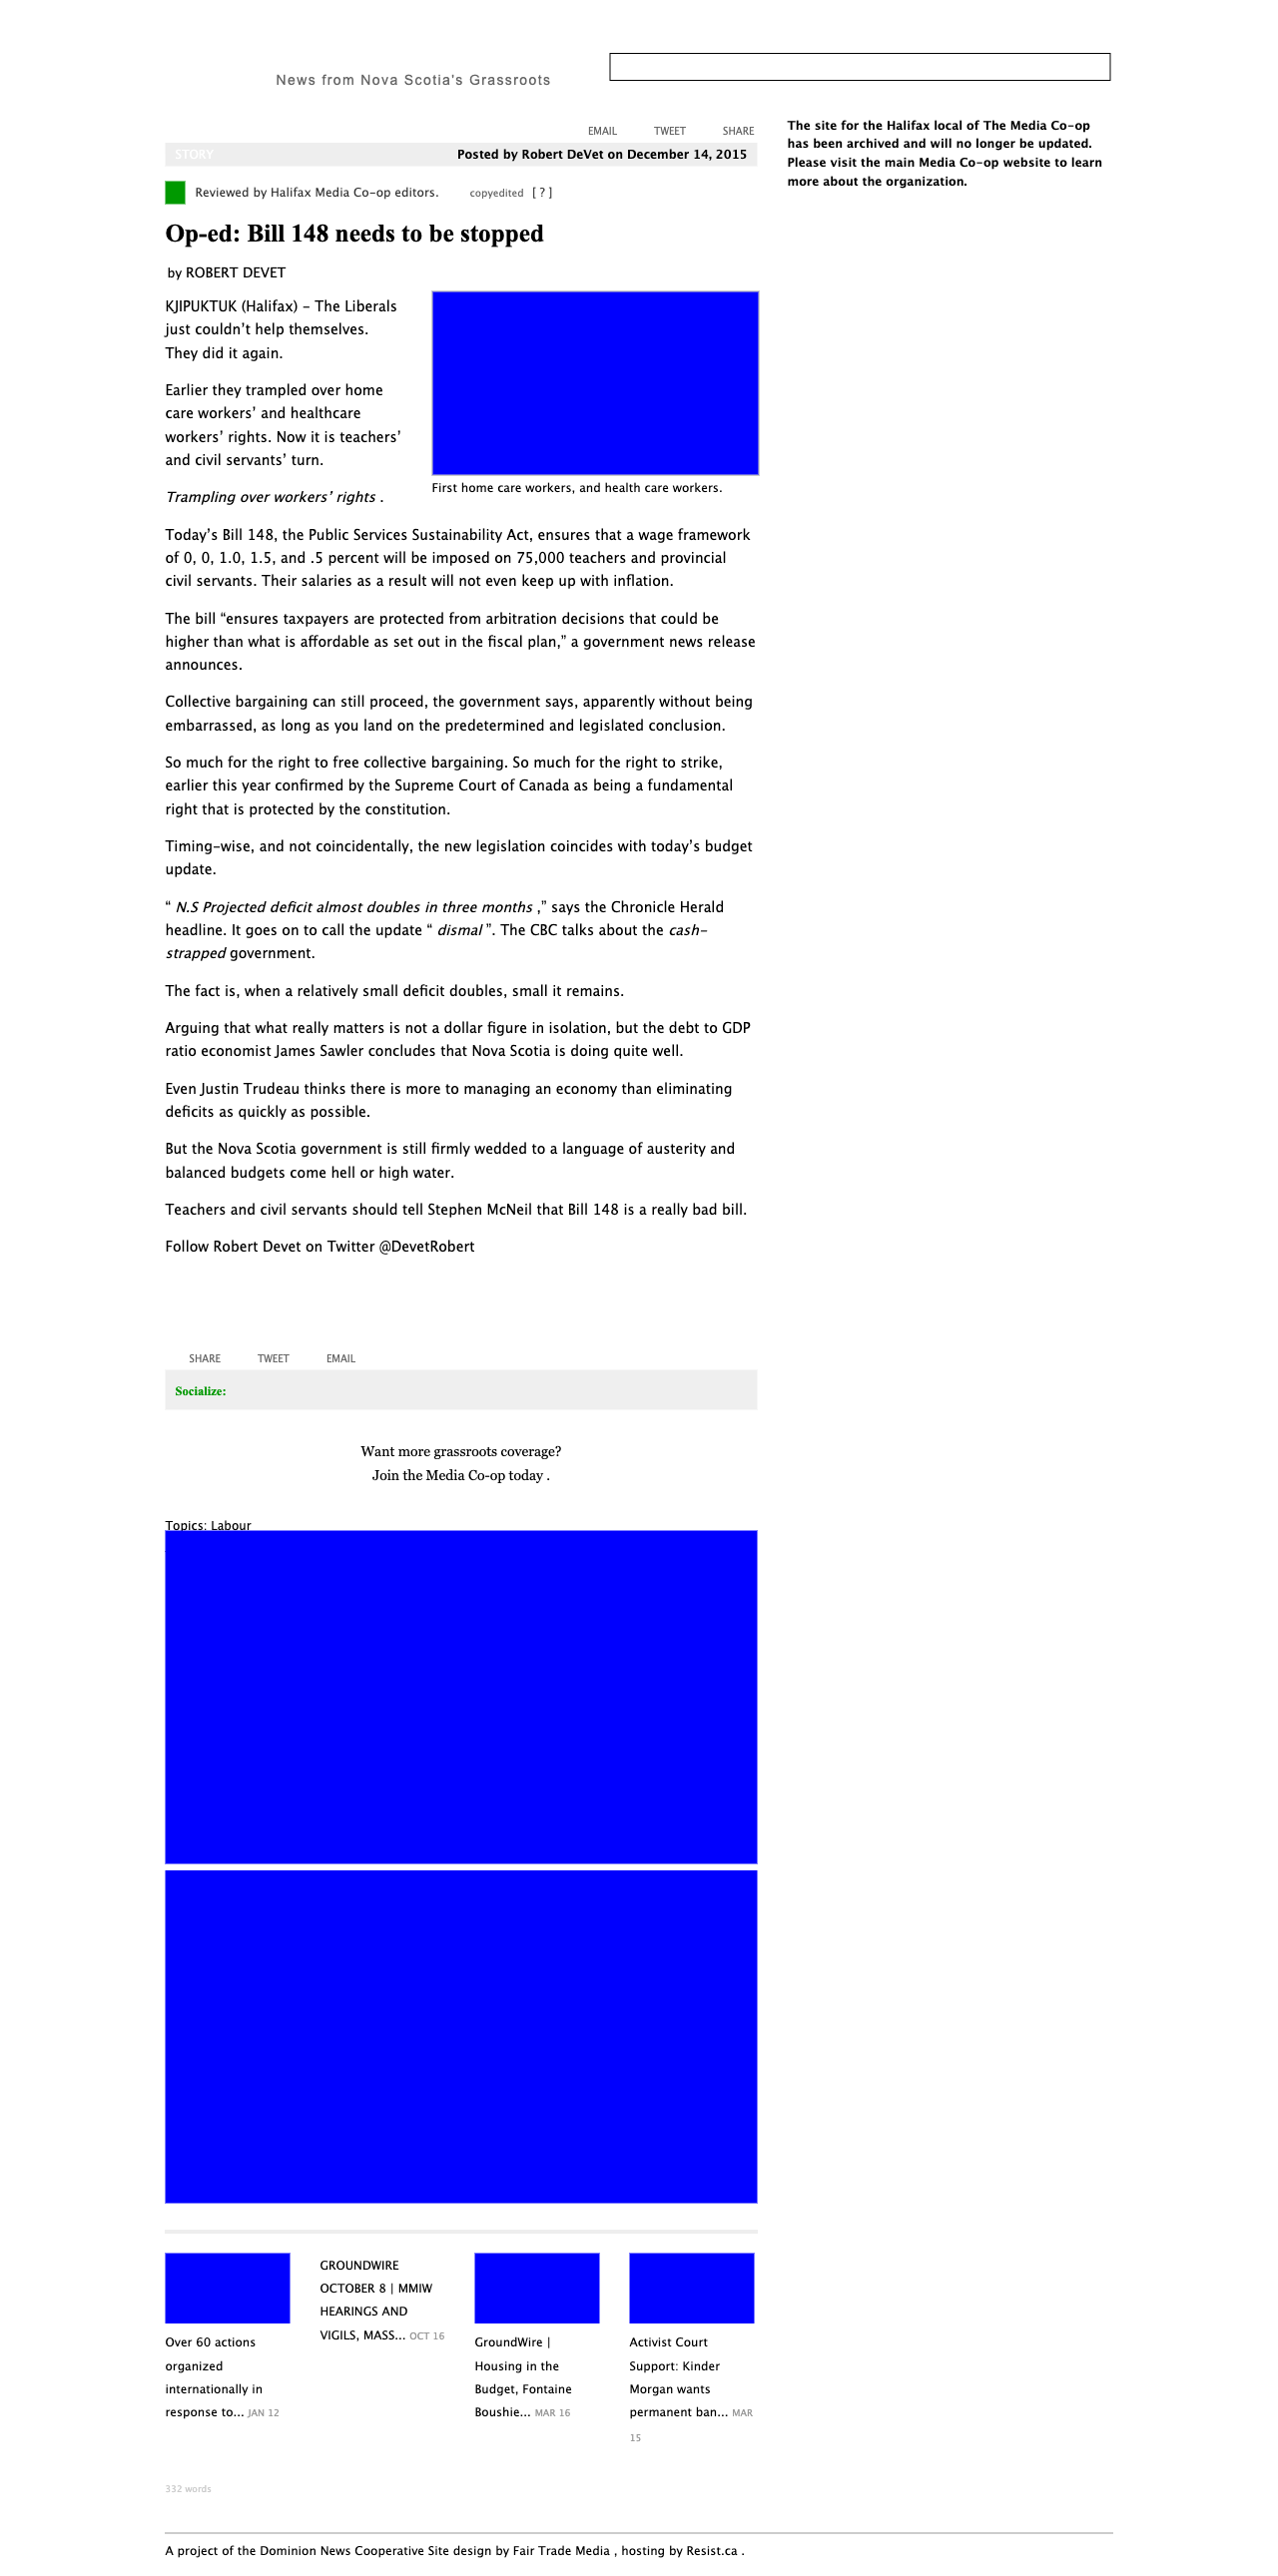 News from Nova Scotia's Grassroots
EMAIL TWEET SHARE
STORY Posted by Robert DeVet on December 14, 2015
Reviewed by Halifax Media Co-op editors. copyedited [ ? ]
Op-ed: Bill 148 needs to be stopped
by ROBERT DEVET
KJIPUKTUK (Halifax) - The Liberals
just couldn’t help themselves.
They did it again.
Earlier they trampled over home
care workers’ and healthcare
workers’ rights. Now it is teachers’
and civil servants’ turn.
First home care workers, and health care workers.
Trampling over workers’ rights .
Today’s Bill 148, the Public Services Sustainability Act, ensures that a wage framework
of 0, 0, 1.0, 1.5, and .5 percent will be imposed on 75,000 teachers and provincial
civil servants. Their salaries as a result will not even keep up with inflation.
The bill “ensures taxpayers are protected from arbitration decisions that could be
higher than what is affordable as set out in the fiscal plan,” a government news release
announces.
Collective bargaining can still proceed, the government says, apparently without being
embarrassed, as long as you land on the predetermined and legislated conclusion.
So much for the right to free collective bargaining. So much for the right to strike,
earlier this year confirmed by the Supreme Court of Canada as being a fundamental
right that is protected by the constitution.
Timing-wise, and not coincidentally, the new legislation coincides with today’s budget
update.
“ N.S Projected deficit almost doubles in three months ,” says the Chronicle Herald
headline. It goes on to call the update “ dismal ”. The CBC talks about the cash-
strapped government.
The fact is, when a relatively small deficit doubles, small it remains.
Arguing that what really matters is not a dollar figure in isolation, but the debt to GDP
ratio economist James Sawler concludes that Nova Scotia is doing quite well.
Even Justin Trudeau thinks there is more to managing an economy than eliminating
deficits as quickly as possible.
But the Nova Scotia government is still firmly wedded to a language of austerity and
balanced budgets come hell or high water.
Teachers and civil servants should tell Stephen McNeil that Bill 148 is a really bad bill.
Follow Robert Devet on Twitter @DevetRobert
SHARE TWEET EMAIL
Socialize:
Want more grassroots coverage?
Join the Media Co-op today .
Topics: Labour
Over 60 actions
organized
internationally in
response to... JAN 12
GROUNDWIRE
OCTOBER 8 | MMIW
HEARINGS AND
VIGILS, MASS... OCT 16
GroundWire |
Housing in the
Budget, Fontaine
Boushie... MAR 16
Activist Court
Support: Kinder
Morgan wants
permanent ban... MAR
15
332 words
The site for the Halifax local of The Media Co-op
has been archived and will no longer be updated.
Please visit the main Media Co-op website to learn
more about the organization.
A project of the Dominion News Cooperative Site design by Fair Trade Media , hosting by Resist.ca .